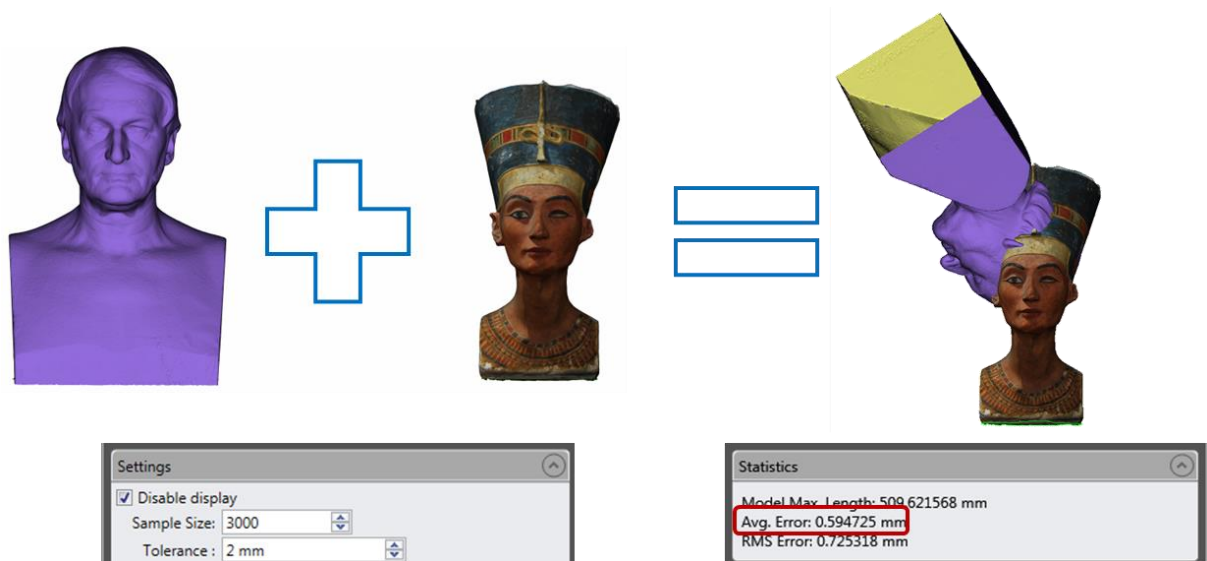 Settings
Disable display
Sample Size: 3000
Tolerance : 2 mm
Statistics
Model Max. Length: 509.621568 mm
Avg. Error: 0.594725 mm
RMS Error: 0.725318 mm